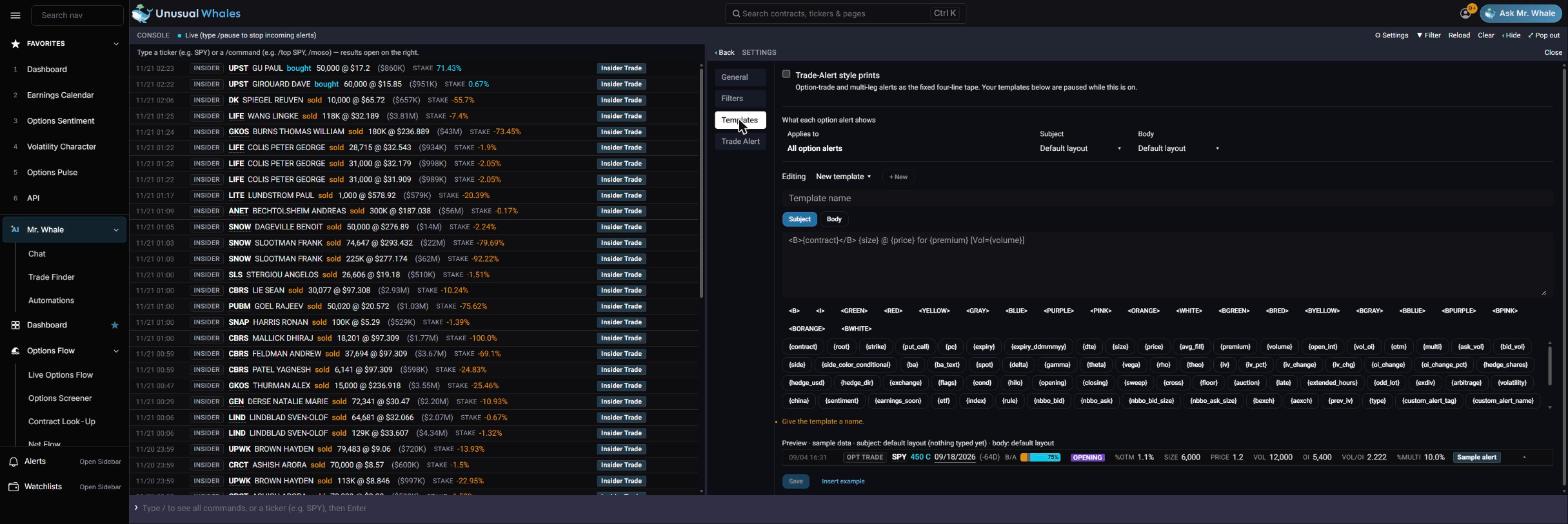 Search nav
Unusual Whales
Search contracts, tickers & pages Ctrl K
9+
Ask Mr. Whale
FAVORITES
1 Dashboard
2 Earnings Calendar
3 Options Sentiment
4 Volatility Character
5 Options Pulse
6 API
Mr. Whale
Chat
Trade Finder
Automations
Dashboard
Options Flow
Live Options Flow
Options Screener
Contract Look-Up
Net Flow
Alerts Open Sidebar
Watchlists Open Sidebar
CONSOLE Live (type /pause to stop incoming alerts)
Settings Filter Reload Clear Hide Pop out
Type a ticker (e.g. SPY) or a /command (e.g. /top SPY, /moso) — results open on the right.
11/21 02:23 INSIDER UPST GU PAUL bought 50,000 @ $17.2 ($860K) STAKE 71.43% Insider Trade
11/21 02:22 INSIDER UPST GIROUARD DAVE bought 60,000 @ $15.85 ($951K) STAKE 0.67% Insider Trade
11/21 02:06 INSIDER DK SPIEGEL REUVEN sold 10,000 @ $65.72 ($657K) STAKE -55.7% Insider Trade
11/21 01:25 INSIDER LIFE WANG LINGKE sold 118K @ $32.189 ($3.81M) STAKE -7.4% Insider Trade
11/21 01:24 INSIDER GKOS BURNS THOMAS WILLIAM sold 180K @ $236.889 ($43M) STAKE -73.45% Insider Trade
11/21 01:22 INSIDER LIFE COLIS PETER GEORGE sold 28,715 @ $32.543 ($934K) STAKE -1.9% Insider Trade
11/21 01:22 INSIDER LIFE COLIS PETER GEORGE sold 31,000 @ $32.179 ($998K) STAKE -2.05% Insider Trade
11/21 01:22 INSIDER LIFE COLIS PETER GEORGE sold 31,000 @ $31.909 ($989K) STAKE -2.05% Insider Trade
11/21 01:17 INSIDER LITE LUNDSTROM PAUL sold 1,000 @ $578.92 ($579K) STAKE -20.39% Insider Trade
11/21 01:09 INSIDER ANET BECHTOLSHEIM ANDREAS sold 300K @ $187.038 ($56M) STAKE -0.17% Insider Trade
11/21 01:05 INSIDER SNOW DAGEVILLE BENOIT sold 50,000 @ $276.89 ($14M) STAKE -2.24% Insider Trade
11/21 01:03 INSIDER SNOW SLOOTMAN FRANK sold 74,647 @ $293.432 ($22M) STAKE -79.69% Insider Trade
11/21 01:03 INSIDER SNOW SLOOTMAN FRANK sold 225K @ $277.174 ($62M) STAKE -92.22% Insider Trade
11/21 01:00 INSIDER SLS STERGIOU ANGELOS sold 26,606 @ $19.18 ($510K) STAKE -1.51% Insider Trade
11/21 01:00 INSIDER CBRS LIE SEAN sold 30,077 @ $97.308 ($2.93M) STAKE -10.24% Insider Trade
11/21 01:00 INSIDER PUBM GOEL RAJEEV sold 50,020 @ $20.572 ($1.03M) STAKE -75.62% Insider Trade
11/21 01:00 INSIDER SNAP HARRIS RONAN sold 100K @ $5.29 ($529K) STAKE -1.39% Insider Trade
11/21 01:00 INSIDER CBRS MALLICK DHIRAJ sold 18,201 @ $97.309 ($1.77M) STAKE -100.0% Insider Trade
11/21 00:59 INSIDER CBRS FELDMAN ANDREW sold 37,694 @ $97.309 ($3.67M) STAKE -69.1% Insider Trade
11/21 00:59 INSIDER CBRS PATEL YAGNESH sold 6,141 @ $97.309 ($598K) STAKE -24.83% Insider Trade
11/21 00:47 INSIDER GKOS THURMAN ALEX sold 15,000 @ $236.918 ($3.55M) STAKE -25.46% Insider Trade
11/21 00:29 INSIDER GEN DERSE NATALIE MARIE sold 72,341 @ $30.47 ($2.20M) STAKE -10.93% Insider Trade
11/21 00:06 INSIDER LIND LINDBLAD SVEN-OLOF sold 64,681 @ $32.066 ($2.07M) STAKE -0.67% Insider Trade
11/21 00:06 INSIDER LIND LINDBLAD SVEN-OLOF sold 129K @ $33.607 ($4.34M) STAKE -1.32% Insider Trade
11/20 23:59 INSIDER UPWK BROWN HAYDEN sold 79,483 @ $9.06 ($720K) STAKE -13.93% Insider Trade
11/20 23:59 INSIDER CRCT ASHISH ARORA sold 70,000 @ $8.57 ($600K) STAKE -1.5% Insider Trade
11/20 23:59 INSIDER UPWK BROWN HAYDEN sold 113K @ $8.846 ($997K) STAKE -22.95% Insider Trade
Back SETTINGS Close
General
Filters
Templates
Trade Alert
Trade-Alert style prints
Option-trade and multi-leg alerts as the fixed four-line tape. Your templates below are paused while this is on.
What each option alert shows
Applies to Subject Body
All option alerts Default layout Default layout
Editing New template + New
Template name
Subject Body
<B>{contract}</B> {size} @ {price} for {premium} [Vol={volume}]
<B> <I> <GREEN> <RED> <YELLOW> <GRAY> <BLUE> <PURPLE> <PINK> <ORANGE> <WHITE> <BGREEN> <BRED> <BYELLOW> <BGRAY> <BBLUE> <BPURPLE> <BPINK>
<BORANGE> <BWHITE>
{contract} {root} {strike} {put_call} {pc} {expiry} {expiry_ddmmmyy} {dte} {size} {price} {avg_fill} {premium} {volume} {open_int} {vol_oi} {otm} {multi} {ask_vol} {bid_vol}
{side} {side_color_conditional} {ba} {ba_text} {spot} {delta} {gamma} {theta} {vega} {rho} {theo} {iv} {iv_pct} {iv_change} {iv_chg} {oi_change} {oi_change_pct} {hedge_shares}
{hedge_usd} {hedge_dir} {exchange} {flags} {cond} {hilo} {opening} {closing} {sweep} {cross} {floor} {auction} {late} {extended_hours} {odd_lot} {exdiv} {arbitrage} {volatility}
{china} {sentiment} {earnings_soon} {etf} {index} {rule} {nbbo_bid} {nbbo_ask} {nbbo_bid_size} {nbbo_ask_size} {bexch} {aexch} {prev_iv} {type} {custom_alert_tag} {custom_alert_name}
Give the template a name.
Preview · sample data · subject: default layout (nothing typed yet) · body: default layout
09/04 16:31 OPT TRADE SPY 450 C 09/18/2026 (-64D) B/A 75% OPENING %OTM 1.1% SIZE 6,000 PRICE 1.2 VOL 12,000 OI 5,400 VOL/OI 2.222 %MULTI 10.0% Sample alert
Save Insert example
Type / to see all commands, or a ticker (e.g. SPY), then Enter